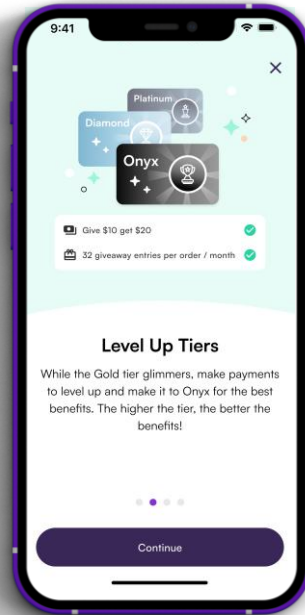 9:41
Platinum
Diamond
Onyx
Give $10 get $20
32 giveaway entries per order / month
Level Up Tiers
While the Gold tier glimmers, make payments
to level up and make it to Onyx for the best
benefits. The higher the tier, the better the
benefits!
Continue